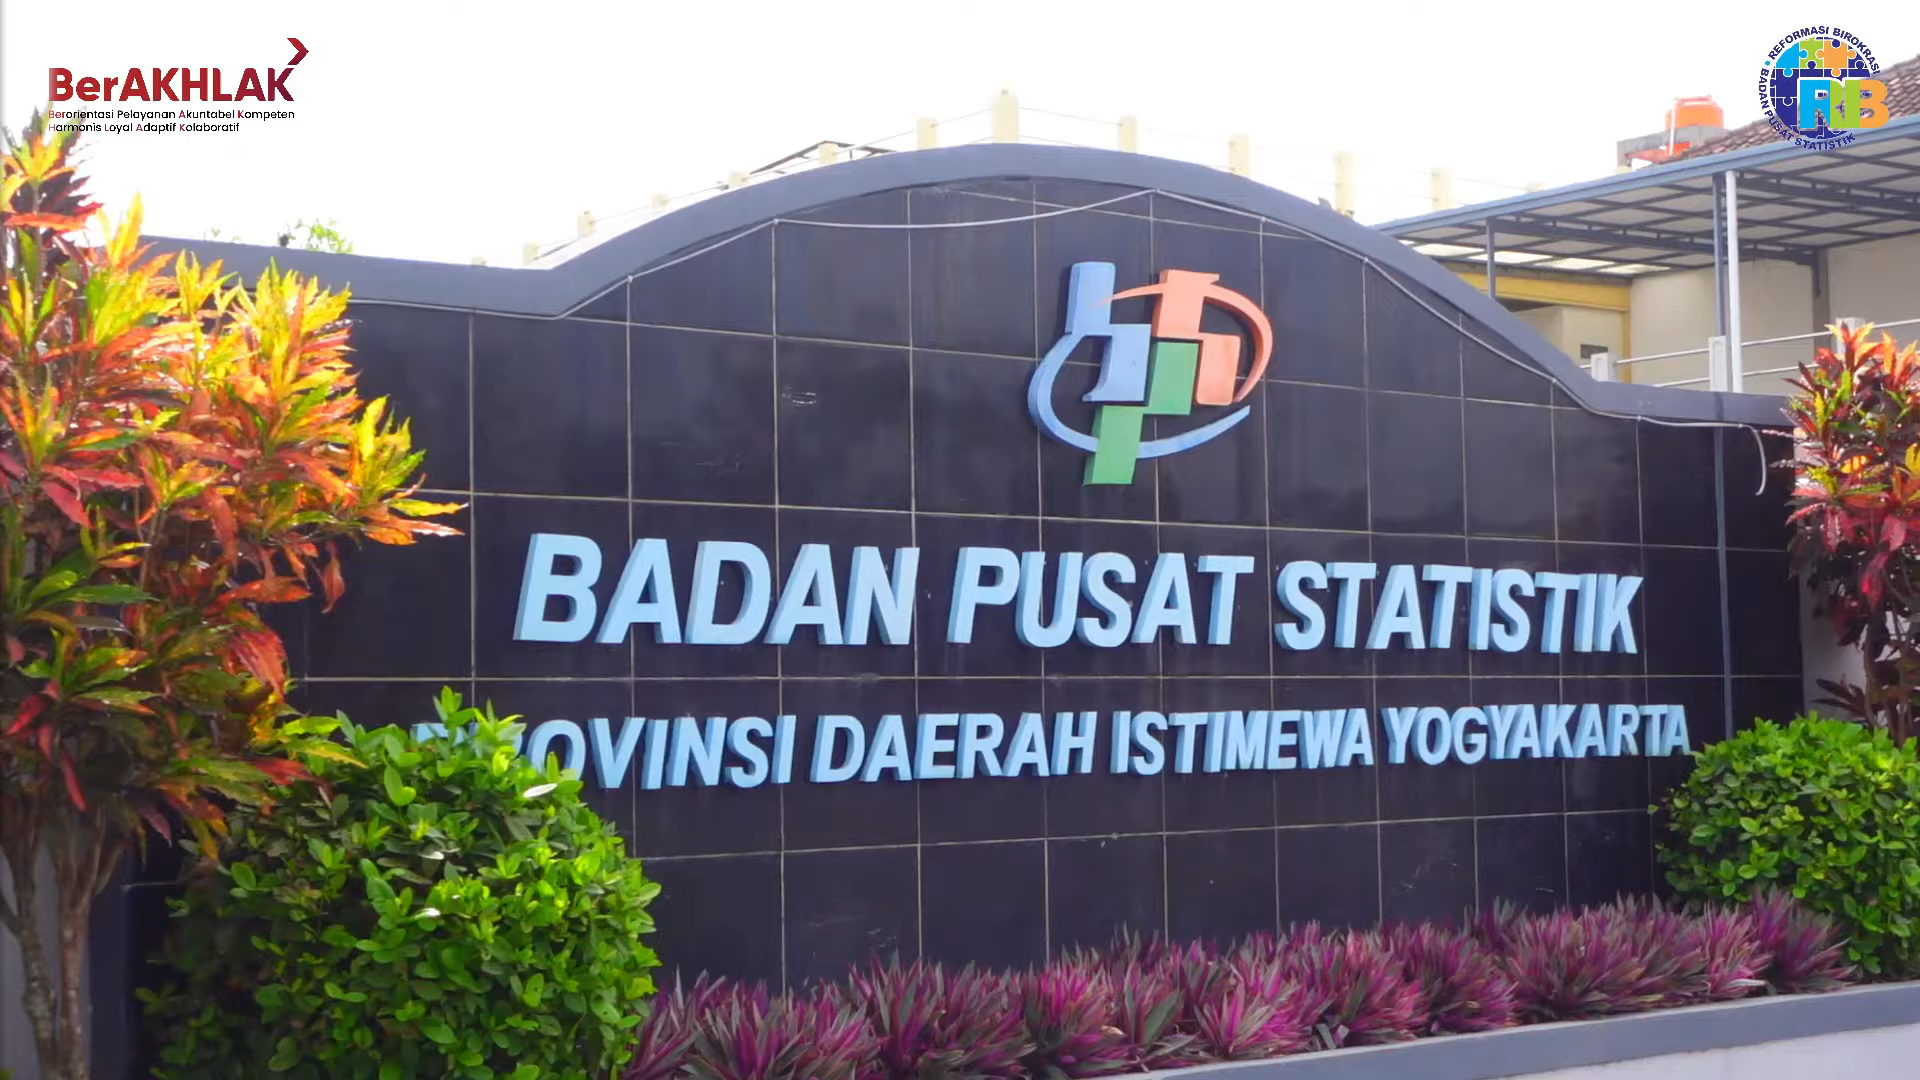 BerAKHLAK
Berorientasi Pelayanan Akuntabel Kompeten
Harmonis Loyal Adaptif Kolaboratif
REFORMASI BIROKRASI
RB
BADAN PUSAT STATISTIK
BADAN PUSAT STATISTIK
PROVINSI DAERAH ISTIMEWA YOGYAKARTA